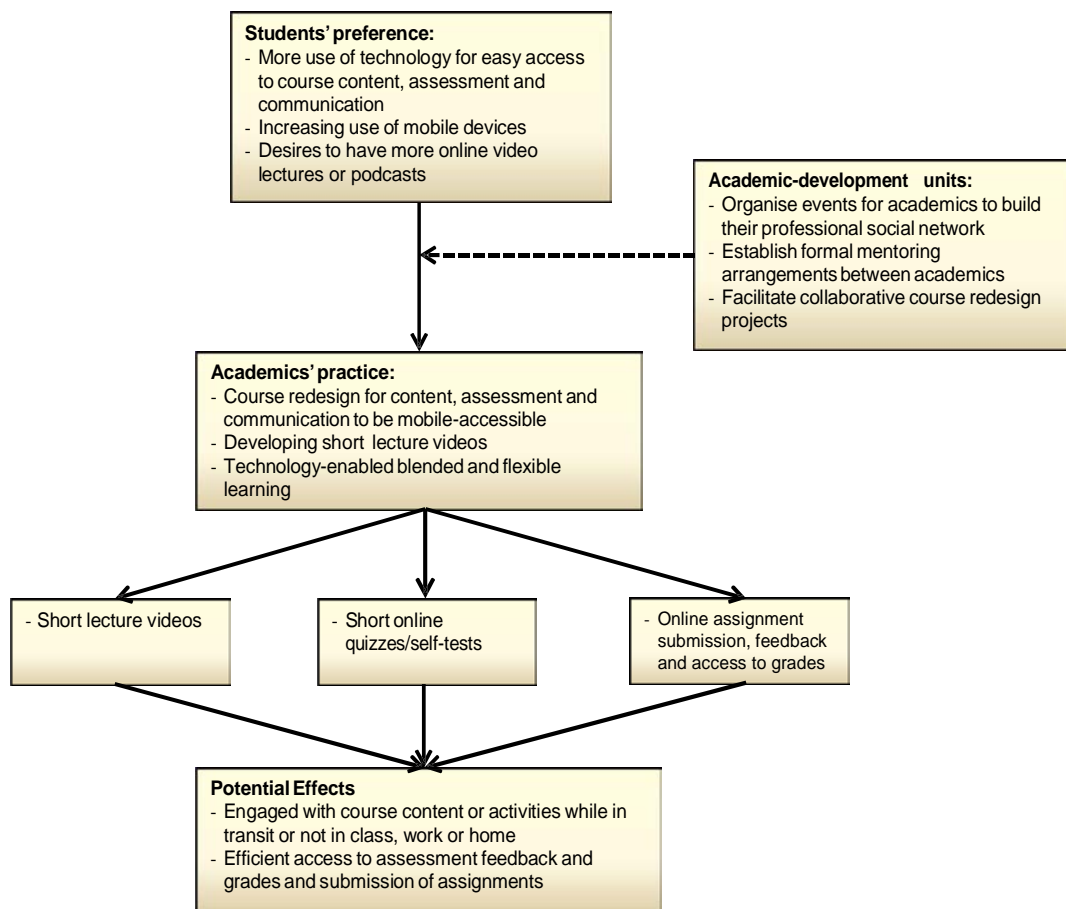 Students' preference:
- More use of technology for easy access
to course content, assessment and
communication
- Increasing use of mobile devices
- Desires to have more online video
lectures or podcasts
Academic-development units:
- Organise events for academics to build
their professional social network
- Establish formal mentoring
arrangements between academics
- Facilitate collaborative course redesign
projects
Academics' practice:
- Course redesign for content, assessment and
communication to be mobile-accessible
- Developing short lecture videos
- Technology-enabled blended and flexible
learning
- Short lecture videos
- Short online
quizzes/self-tests
- Online assignment
submission, feedback
and access to grades
Potential Effects
- Engaged with course content or activities while in
transit or not in class, work or home
- Efficient access to assessment feedback and
grades and submission of assignments